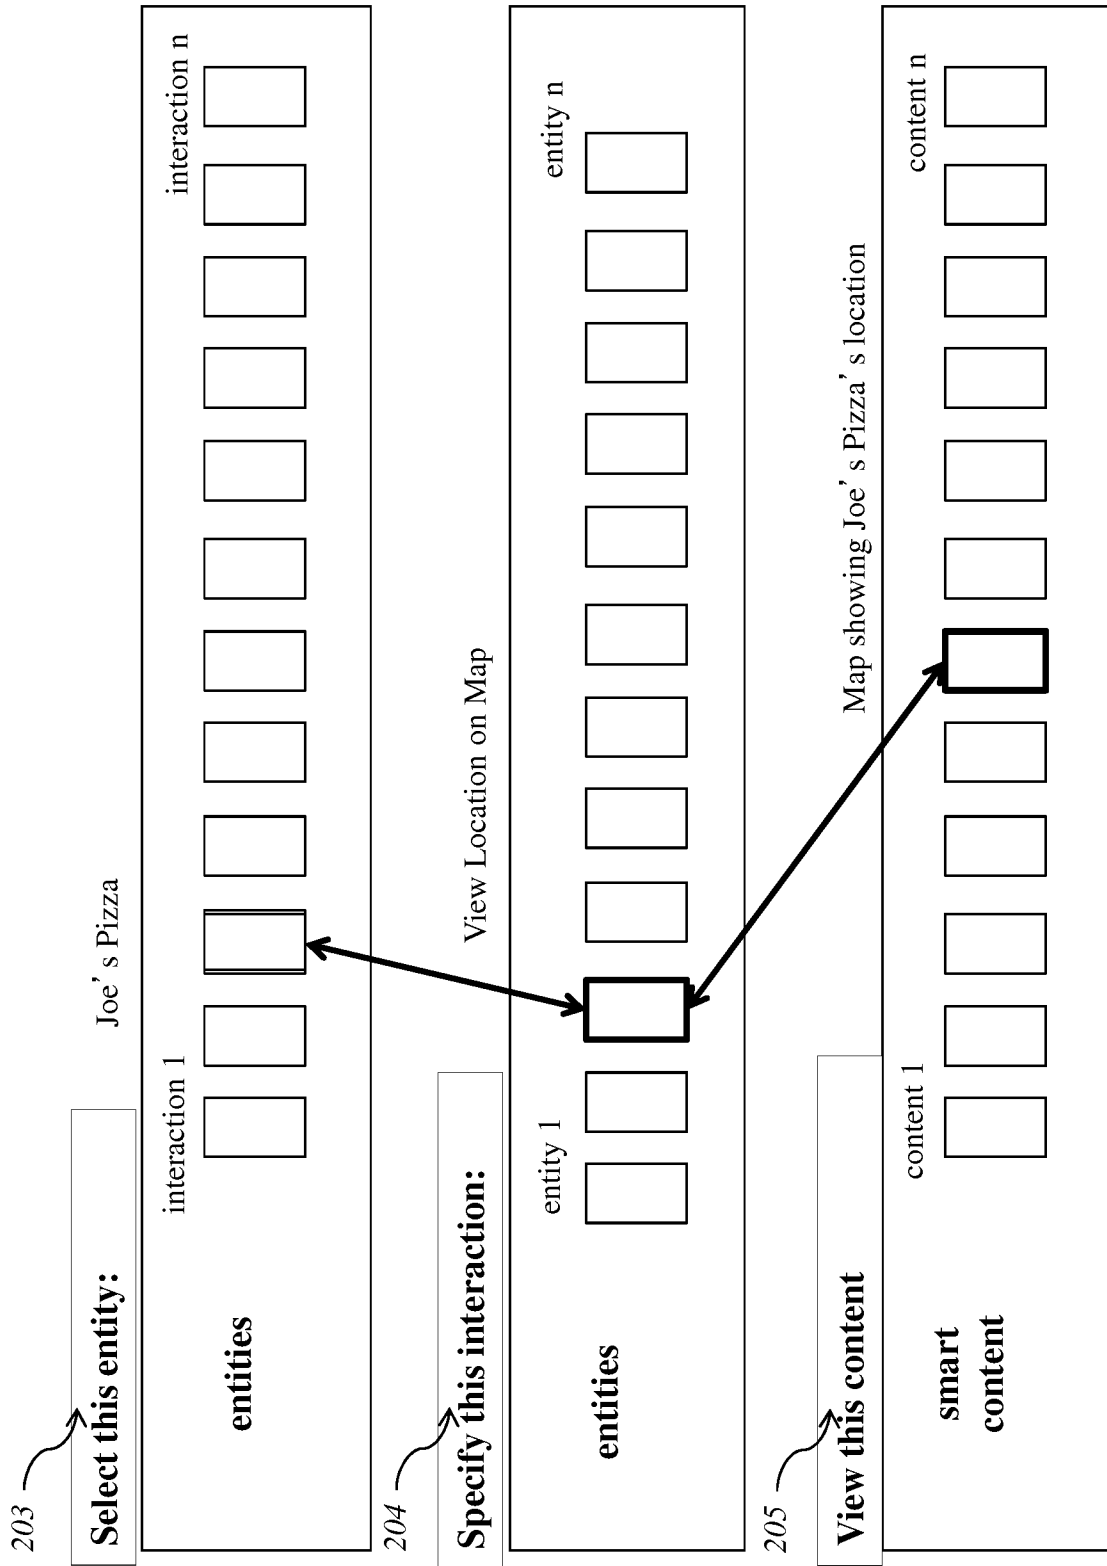 203
Select this entity:
Joe’ s Pizza
interaction 1
interaction n
entities
204
Specify this interaction:
View Location on Map
entity 1
entity n
entities
205
View this content
Map showing Joe’ s Pizza’ s location
content 1
content n
smart
content